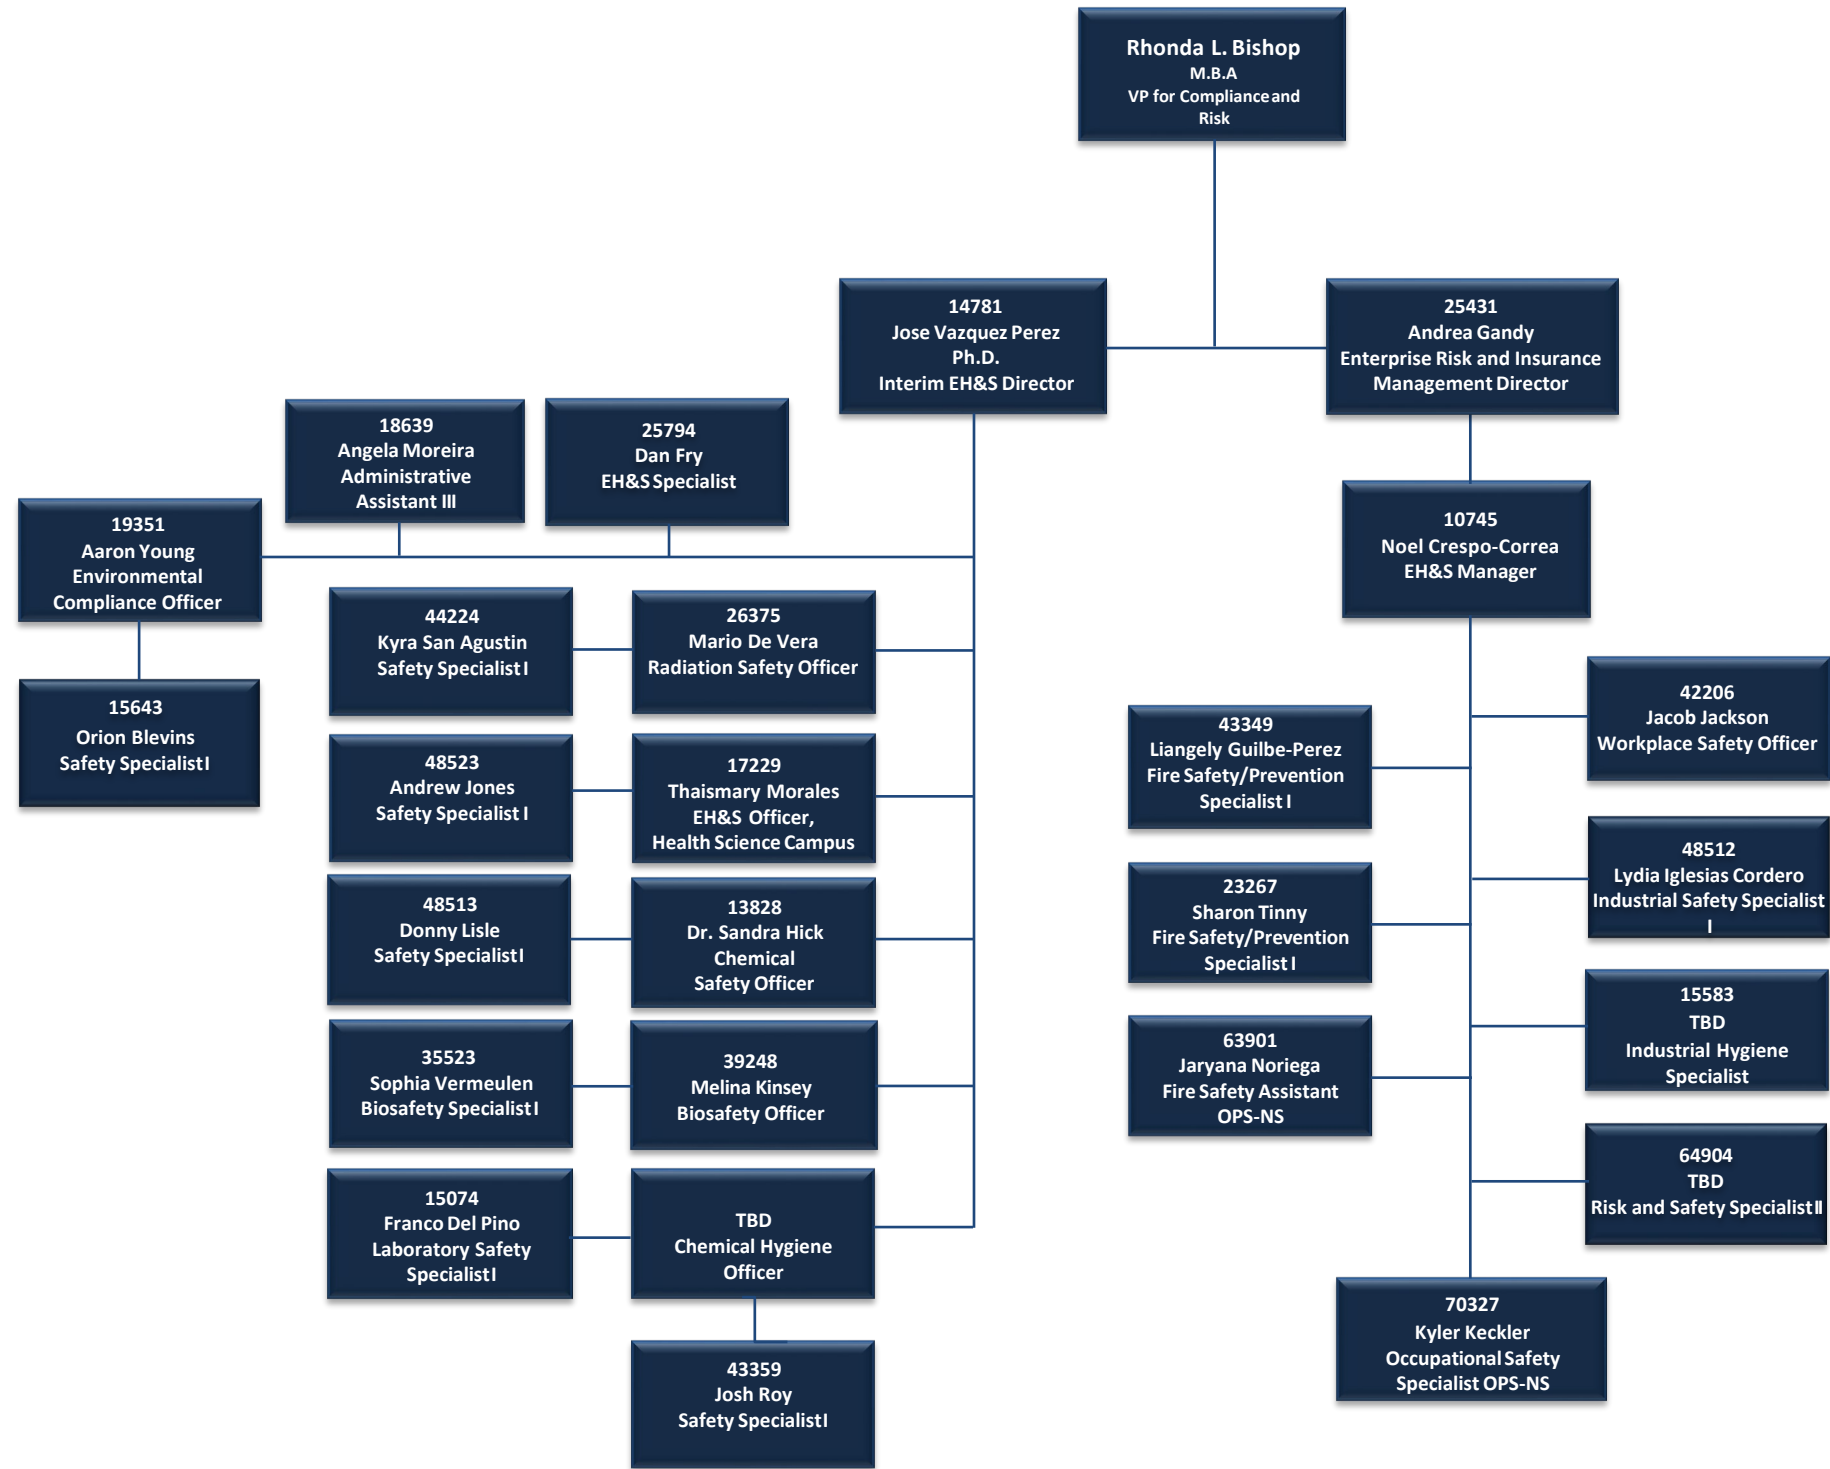 Rhonda L. Bishop
M.B.A
VP for Compliance and
Risk
14781
Jose Vazquez Perez
Ph.D.
Interim EH&S Director
25431
Andrea Gandy
Enterprise Risk and Insurance
Management Director
18639
Angela Moreira
Administrative
Assistant III
25794
Dan Fry
EH&S Specialist
19351
Aaron Young
Environmental
Compliance Officer
10745
Noel Crespo-Correa
EH&S Manager
44224
Kyra San Agustin
Safety Specialist I
26375
Mario De Vera
Radiation Safety Officer
15643
Orion Blevins
Safety Specialist I
42206
Jacob Jackson
Workplace Safety Officer
43349
Liangely Guilbe-Perez
Fire Safety/Prevention
Specialist I
48523
Andrew Jones
Safety Specialist I
17229
Thaismary Morales
EH&S Officer,
Health Science Campus
48512
Lydia Iglesias Cordero
Industrial Safety Specialist
I
23267
Sharon Tinny
Fire Safety/Prevention
Specialist I
48513
Donny Lisle
Safety Specialist I
13828
Dr. Sandra Hick
Chemical
Safety Officer
15583
TBD
Industrial Hygiene
Specialist
63901
Jaryana Noriega
Fire Safety Assistant
OPS-NS
35523
Sophia Vermeulen
Biosafety Specialist I
39248
Melina Kinsey
Biosafety Officer
64904
TBD
Risk and Safety Specialist II
15074
Franco Del Pino
Laboratory Safety
Specialist I
TBD
Chemical Hygiene
Officer
70327
Kyler Keckler
Occupational Safety
Specialist OPS-NS
43359
Josh Roy
Safety Specialist I